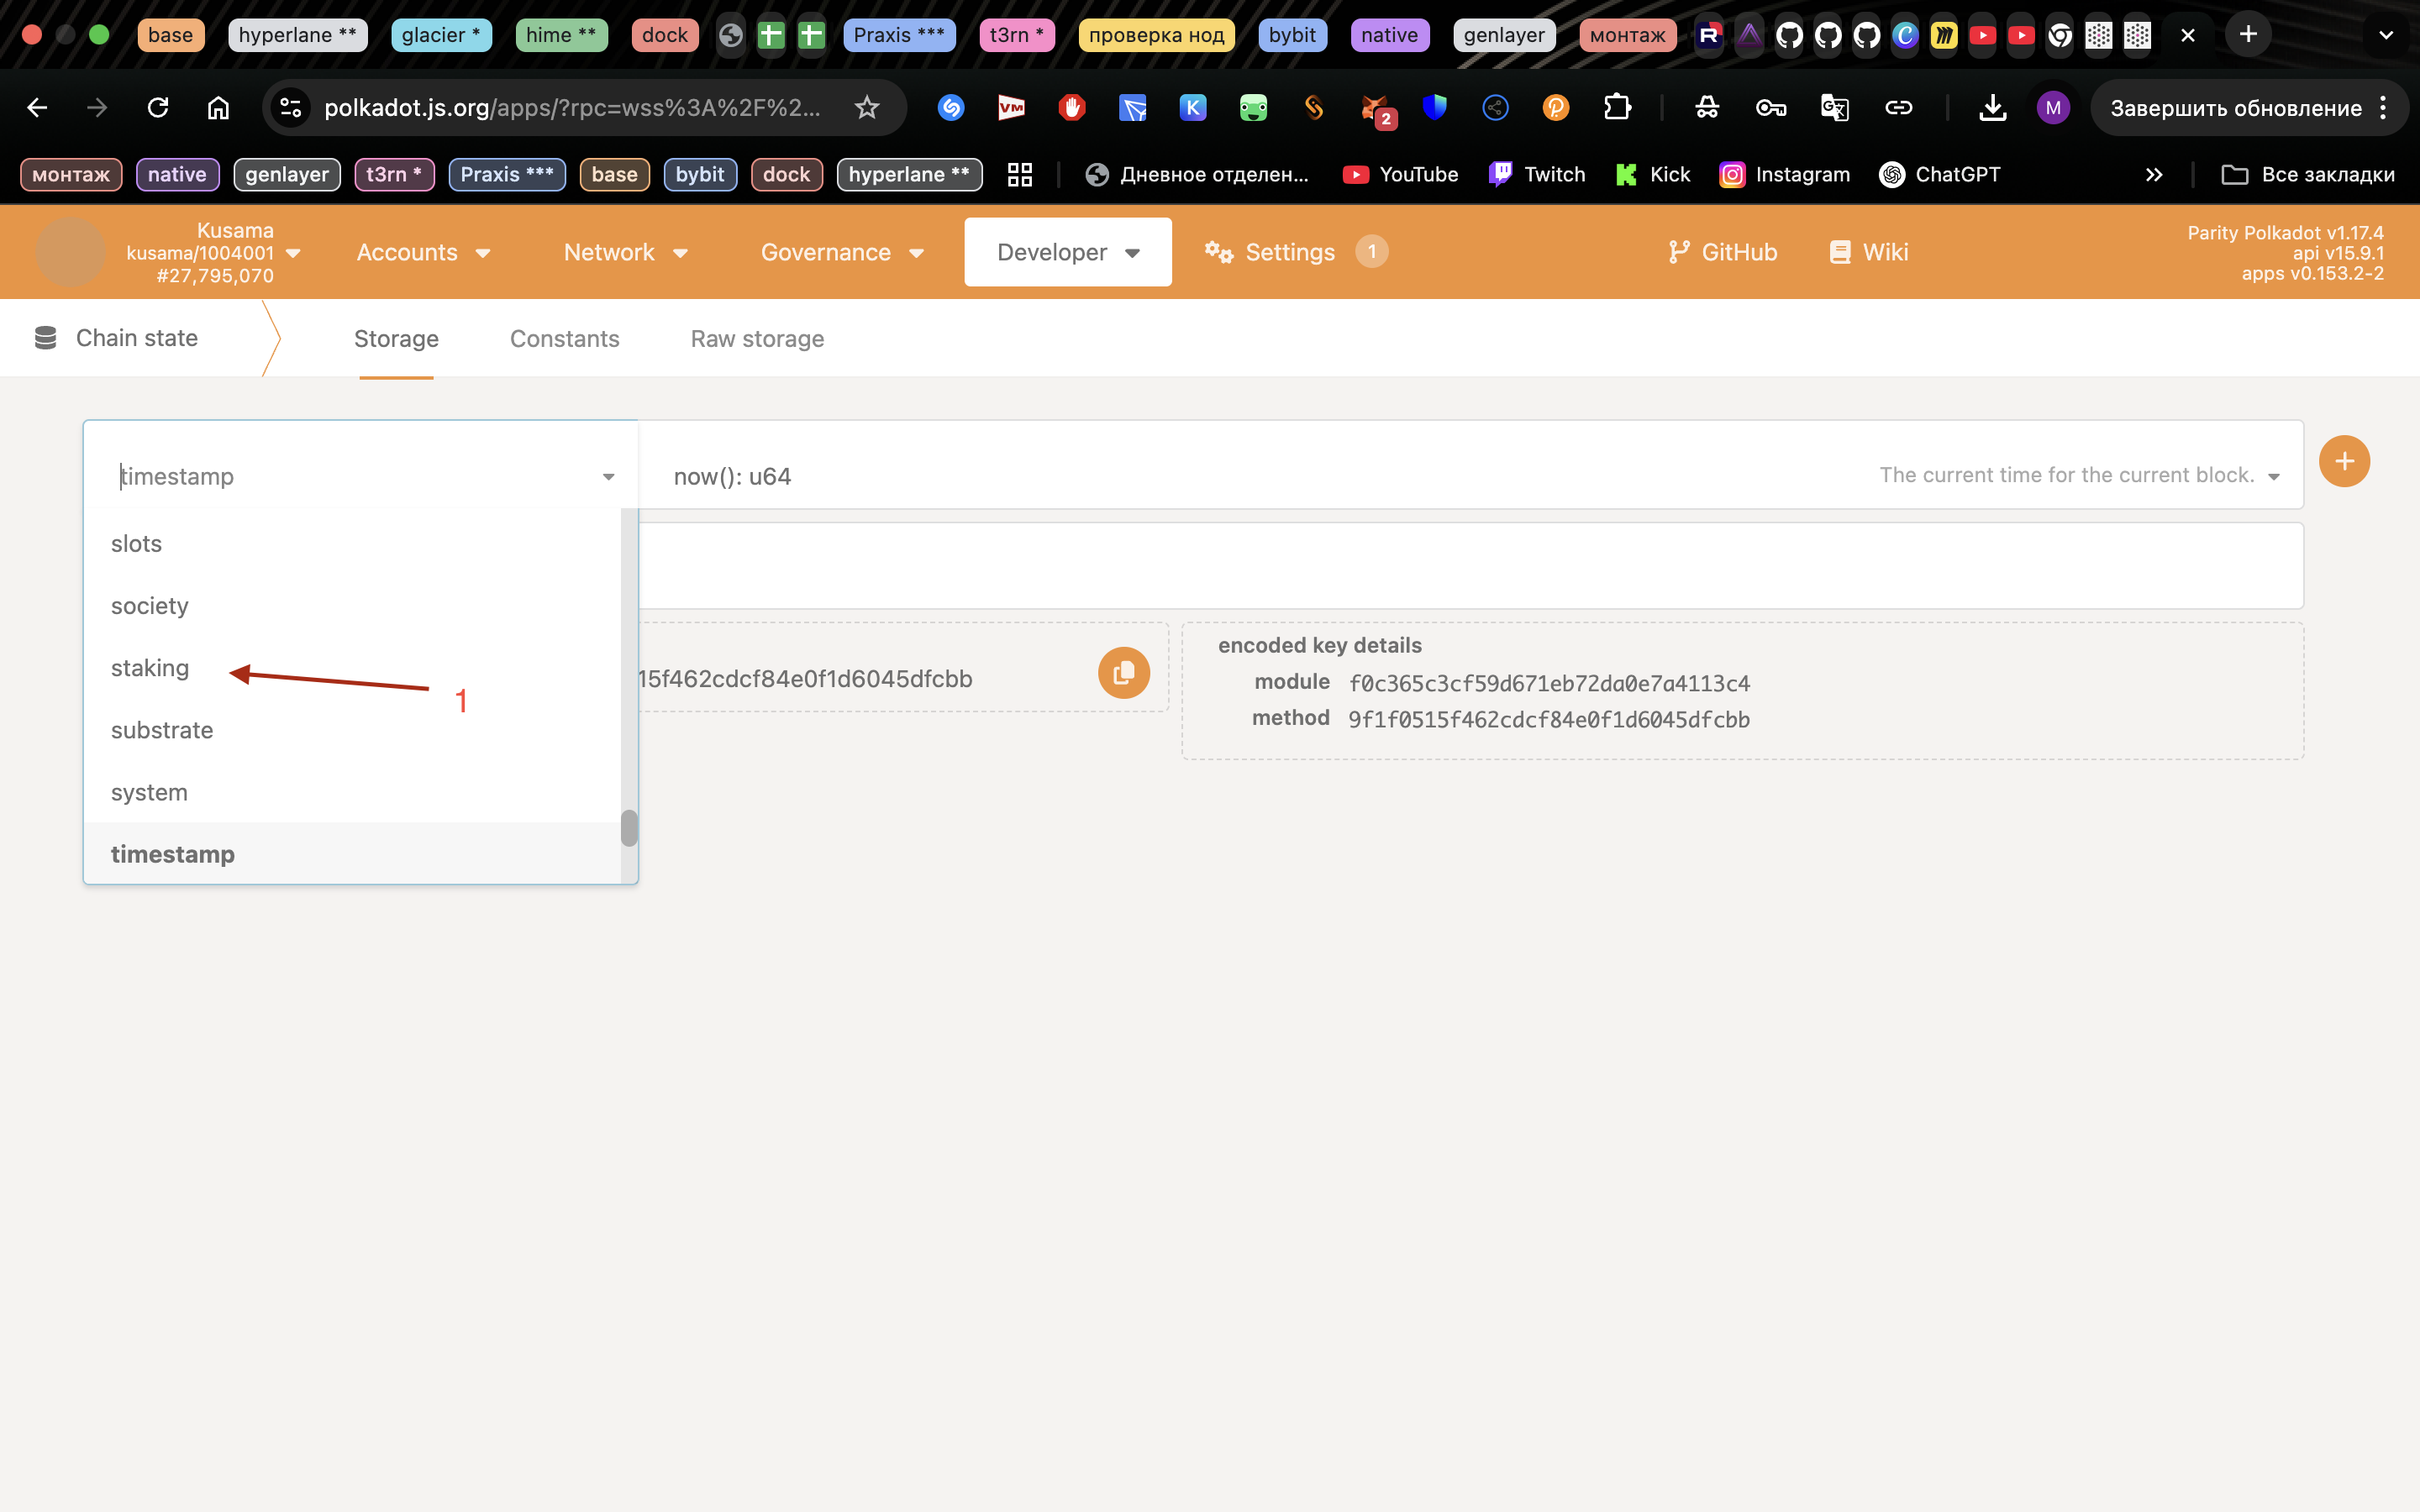 base hyperlane ** glacier * hime ** dock Praxis *** t3rn * проверка нод bybit native genlayer монтаж
polkadot.js.org/apps/?rpc=wss%3A%2F%2... 2 M Завершить обновление
монтаж native genlayer t3rn * Praxis *** base bybit dock hyperlane ** Дневное отделен... YouTube Twitch Kick Instagram ChatGPT Все закладки
Kusama
kusama/1004001
#27,795,070
Accounts Network Governance Developer Settings 1 GitHub Wiki
Parity Polkadot v1.17.4
api v15.9.1
apps v0.153.2-2
Chain state Storage Constants Raw storage
timestamp now(): u64 The current time for the current block.
slots
society
staking
substrate
system
timestamp
1
15f462cdcf84e0f1d6045dfcbb
encoded key details
module f0c365c3cf59d671eb72da0e7a4113c4
method 9f1f0515f462cdcf84e0f1d6045dfcbb